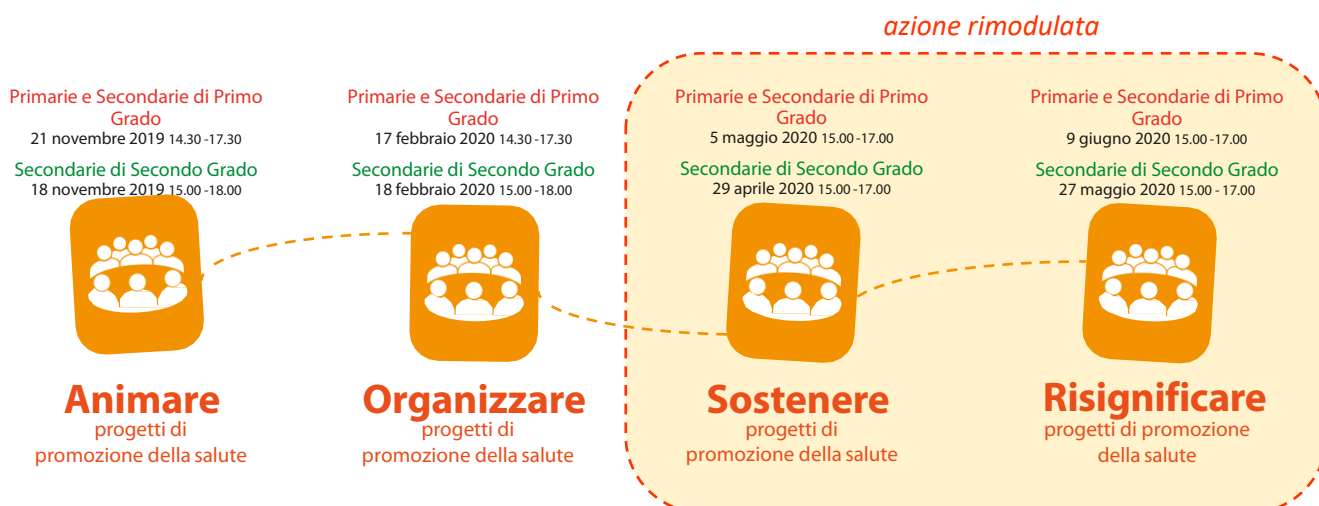 azione rimodulata
Primarie e Secondarie di Primo
Grado
21 novembre 2019 14.30 -17.30
Secondarie di Secondo Grado
18 novembre 2019 15.00 -18.00
Animare
progetti di
promozione della salute
Primarie e Secondarie di Primo
Grado
17 febbraio 2020 14.30 -17.30
Secondarie di Secondo Grado
18 febbraio 2020 15.00 -18.00
Organizzare
progetti di
promozione della salute
Primarie e Secondarie di Primo
Grado
5 maggio 2020 15.00 -17.00
Secondarie di Secondo Grado
29 aprile 2020 15.00 -17.00
Sostenere
progetti di
promozione della salute
Primarie e Secondarie di Primo
Grado
9 giugno 2020 15.00 -17.00
Secondarie di Secondo Grado
27 maggio 2020 15.00 - 17.00
Risignificare
progetti di promozione
della salute